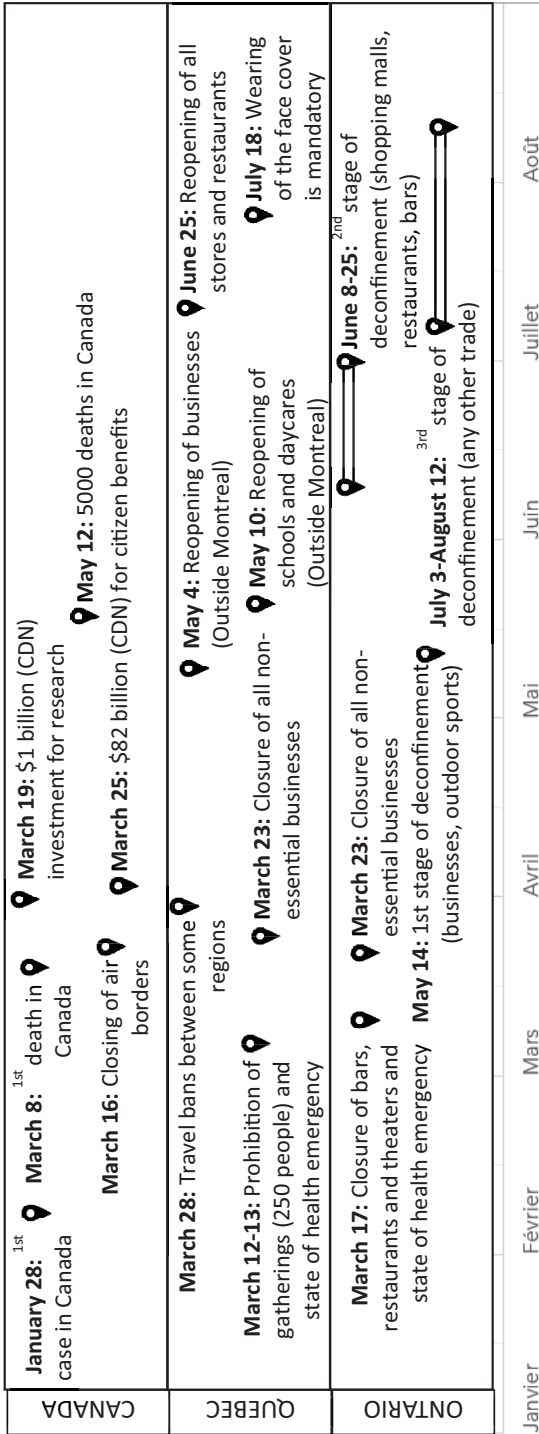 CANADA
January 28: 1st
case in Canada
March 8: 1st
death in
Canada
March 16: Closing of air
borders
March 19: $1 billion (CDN)
investment for research
March 25: $82 billion (CDN) for citizen benefits
May 12: 5000 deaths in Canada
QUEBEC
March 28: Travel bans between some
regions
March 12-13: Prohibition of
gatherings (250 people) and
state of health emergency
March 23: Closure of all non-
essential businesses
May 4: Reopening of businesses
(Outside Montreal)
May 10: Reopening of
schools and daycares
(Outside Montreal)
June 25: Reopening of all
stores and restaurants
July 18: Wearing
of the face cover
is mandatory
ONTARIO
March 17: Closure of bars,
restaurants and theaters and
state of health emergency
March 23: Closure of all non-
essential businesses
May 14: 1st stage of deconfinement
(businesses, outdoor sports)
June 8-25: 2nd stage of
deconfinement (shopping malls,
restaurants, bars)
July 3-August 12: 3rd stage of
deconfinement (any other trade)
Janvier Février Mars Avril Mai Juin Juillet Août